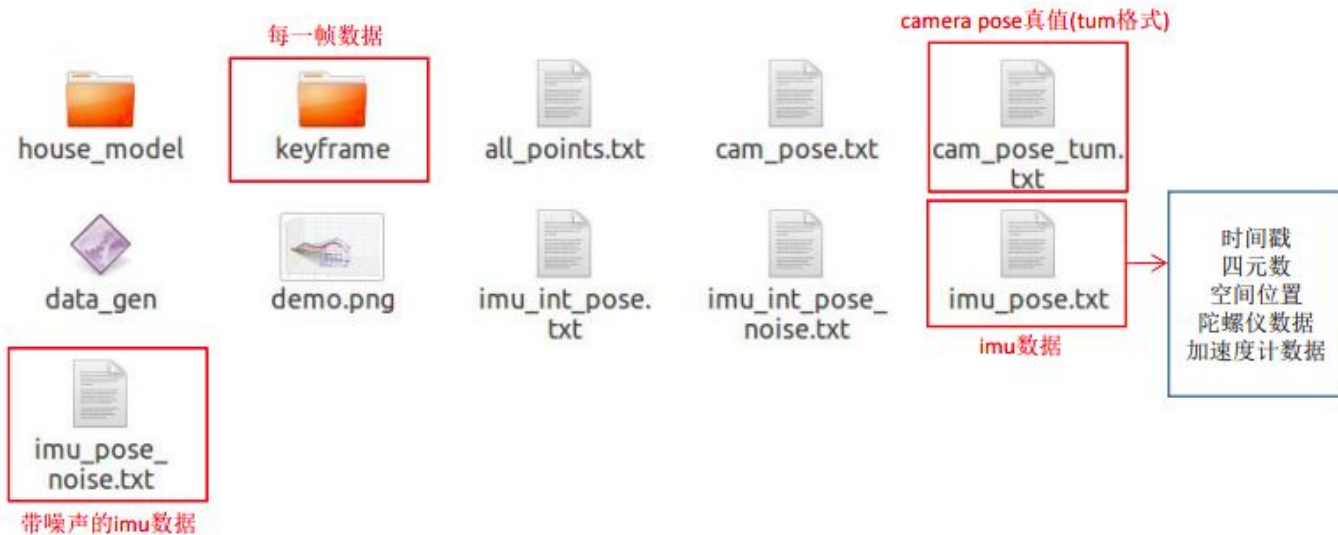 每一帧数据
camera pose真值(tum格式)
house_model
keyframe
all_points.txt
cam_pose.txt
cam_pose_tum.
txt
data_gen
demo.png
imu_int_pose.
txt
imu_int_pose_
noise.txt
imu_pose.txt
imu数据
时间戳
四元数
空间位置
陀螺仪数据
加速度计数据
imu_pose_
noise.txt
带噪声的imu数据